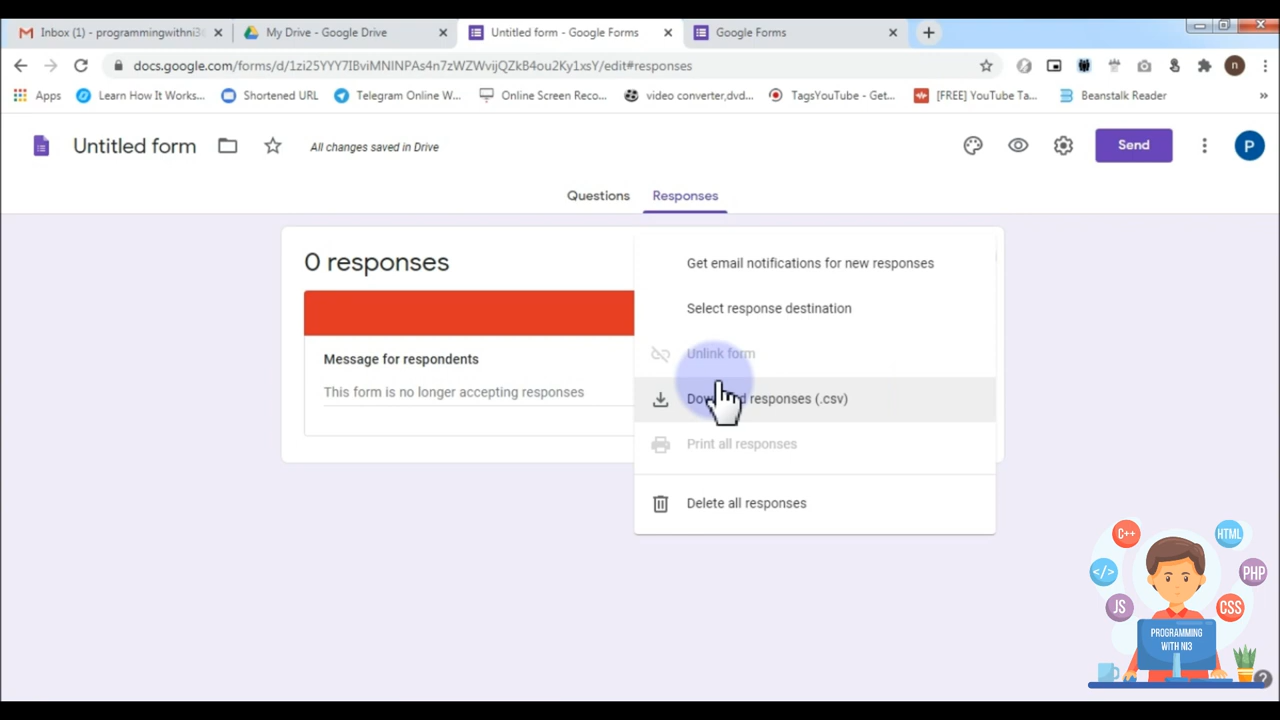 Inbox (1) - programmingwithni3
My Drive - Google Drive
Untitled form - Google Forms
Google Forms
docs.google.com/forms/d/1zi25YYY7IBviMNINPAs4n7zWZWvijQZkB4ou2Ky1xsY/edit#responses
n
Apps
Learn How It Works...
Shortened URL
Telegram Online W...
Online Screen Reco...
video converter,dvd...
TagsYouTube - Get...
[FREE] YouTube Ta...
Beanstalk Reader
»
Untitled form
All changes saved in Drive
Send
P
Questions
Responses
0 responses
Get email notifications for new responses
Select response destination
Message for respondents
Unlink form
This form is no longer accepting responses
responses (.csv)
Print all responses
Delete all responses
C++
HTML
</>
PHP
JS
CSS
PROGRAMMING
WITH NI3
?